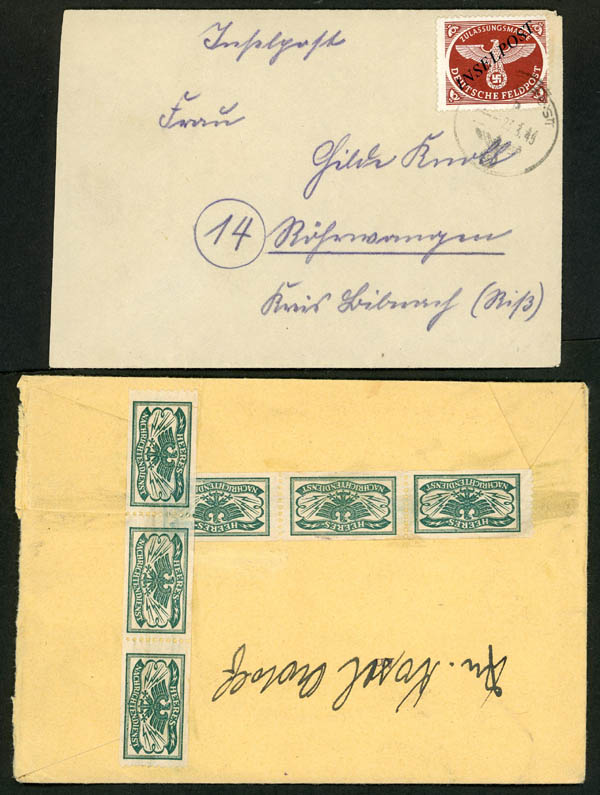 Inselpost
ZULASSUNGSMARKE
INSELPOST
DEUTSCHE FELDPOST
Frau
Hilde Knoll
14 Röhrwangen
Kreis Biberach (Riß)
HEERES
NACHRICHTENDIENST
HEERES
NACHRICHTENDIENST
HEERES
NACHRICHTENDIENST
HEERES
NACHRICHTENDIENST
HEERES
NACHRICHTENDIENST
HEERES
NACHRICHTENDIENST